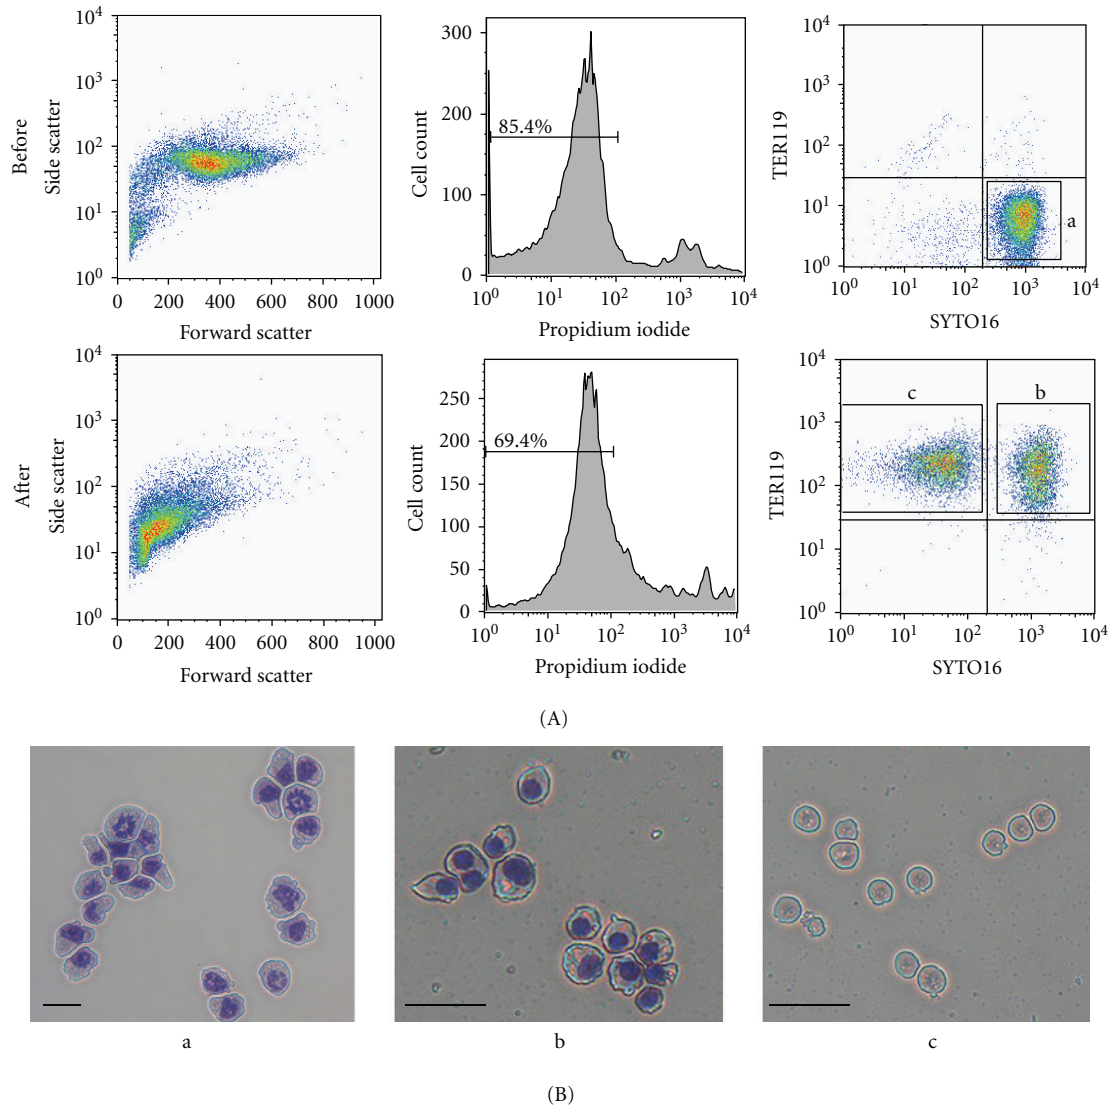 Before
Side scatter
10^4
10^3
10^2
10^1
10^0
0 200 400 600 800 1000
Forward scatter
Cell count
300
200
100
0
85.4%
10^0 10^1 10^2 10^3 10^4
Propidium iodide
TER119
10^4
10^3
10^2
10^1
10^0
a
10^0 10^1 10^2 10^3 10^4
SYTO16
After
Side scatter
10^4
10^3
10^2
10^1
10^0
0 200 400 600 800 1000
Forward scatter
Cell count
250
200
150
100
50
0
69.4%
10^0 10^1 10^2 10^3 10^4
Propidium iodide
TER119
10^4
10^3
10^2
10^1
10^0
c b
10^0 10^1 10^2 10^3 10^4
SYTO16
(A)
a b c
(B)